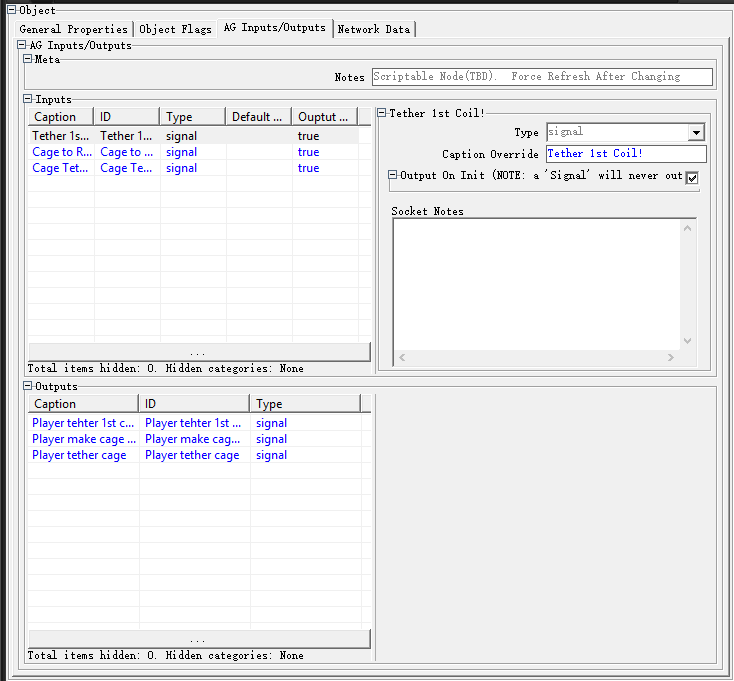 Object
General Properties Object Flags AG Inputs/Outputs Network Data
AG Inputs/Outputs
Meta
Notes Scriptable Node(TBD). Force Refresh After Changing
Inputs
Caption ID Type Default ... Ouptut ...
Tether 1s... Tether 1... signal true
Cage to R... Cage to ... signal true
Cage Tet... Cage Te... signal true
...
Total items hidden: 0. Hidden categories: None
Tether 1st Coil!
Type signal
Caption Override Tether 1st Coil!
Output On Init (NOTE: a 'Signal' will never out
Socket Notes
Outputs
Caption ID Type
Player tehter 1st c... Player tehter 1st ... signal
Player make cage ... Player make cag... signal
Player tether cage Player tether cage signal
...
Total items hidden: 0. Hidden categories: None